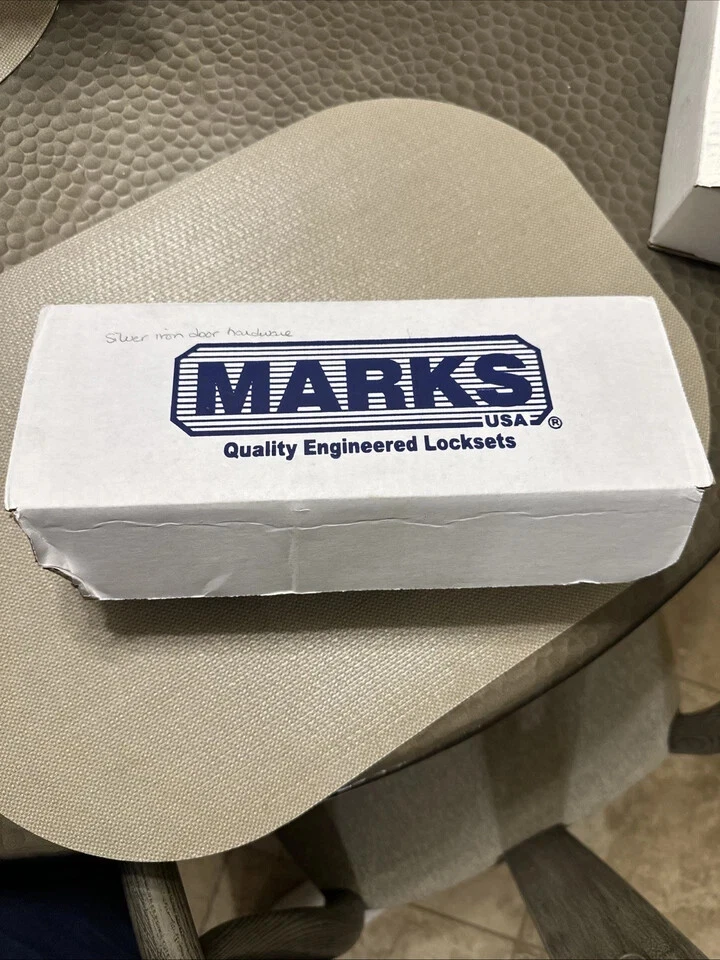 Silver iron door hardware
MARKS
USA ®
Quality Engineered Locksets